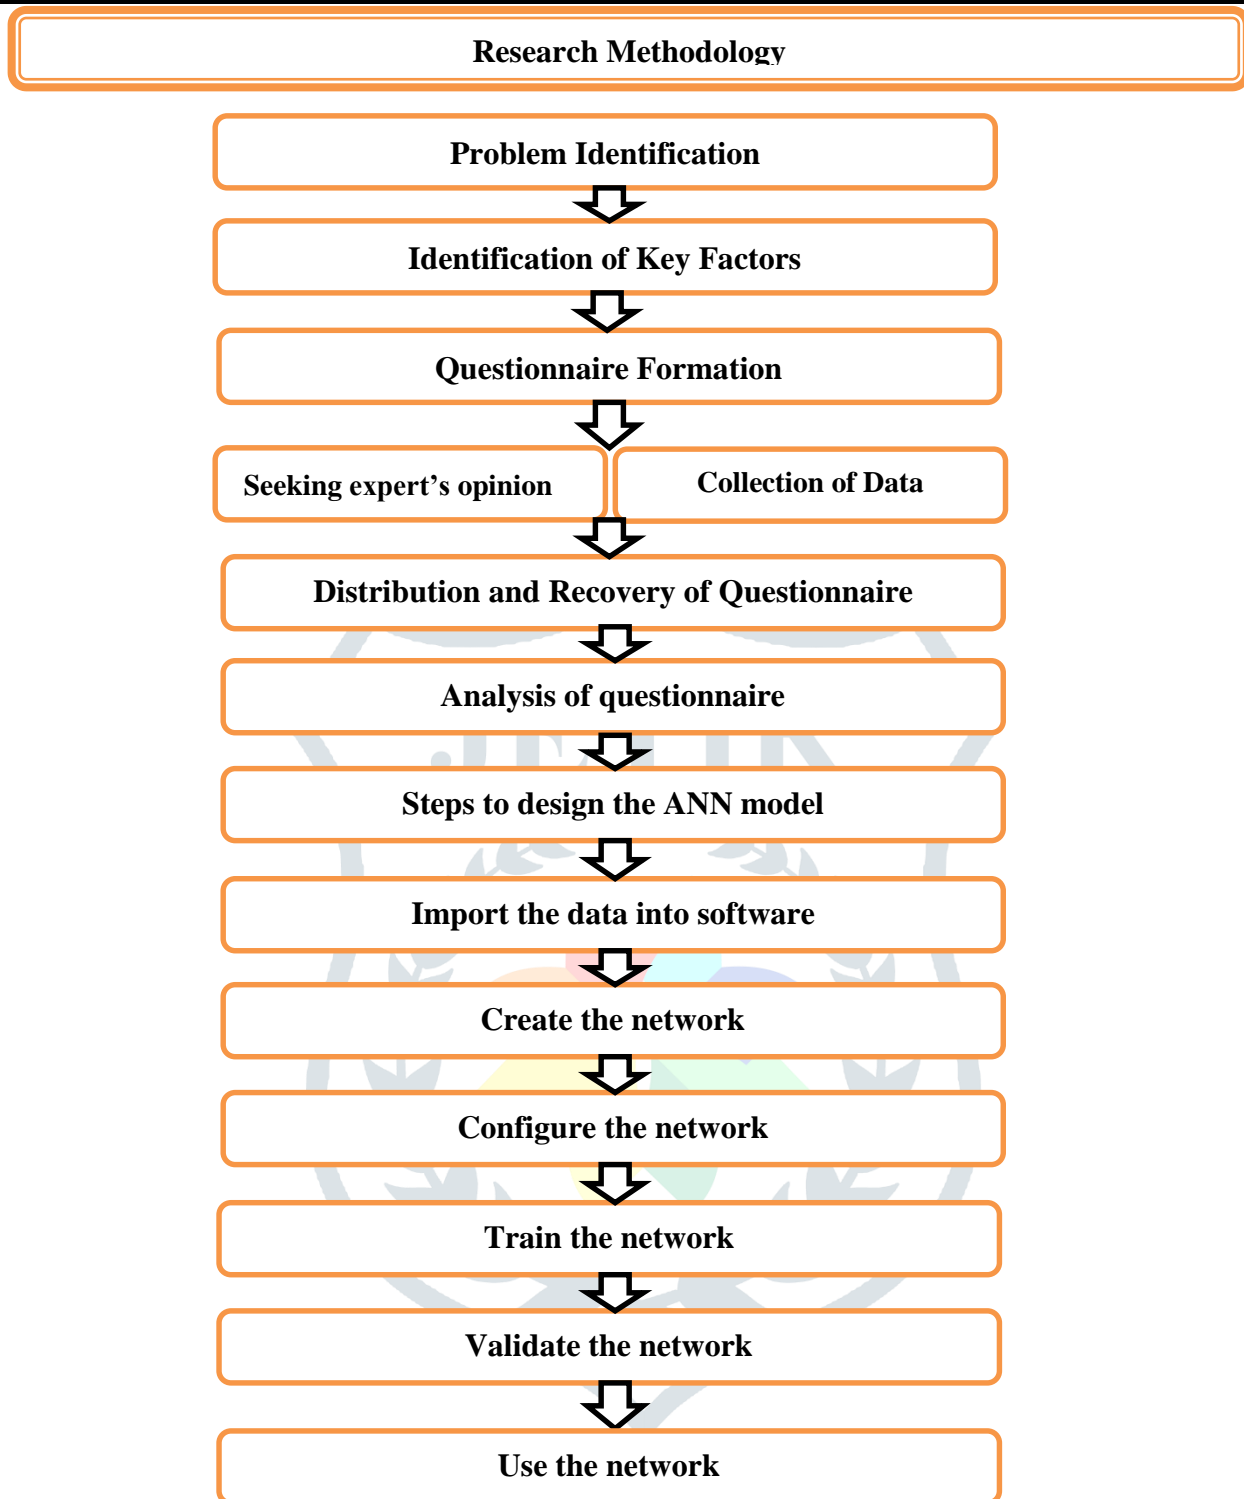 Research Methodology
Problem Identification
Identification of Key Factors
Questionnaire Formation
Seeking expert’s opinion
Collection of Data
Distribution and Recovery of Questionnaire
Analysis of questionnaire
Steps to design the ANN model
Import the data into software
Create the network
Configure the network
Train the network
Validate the network
Use the network